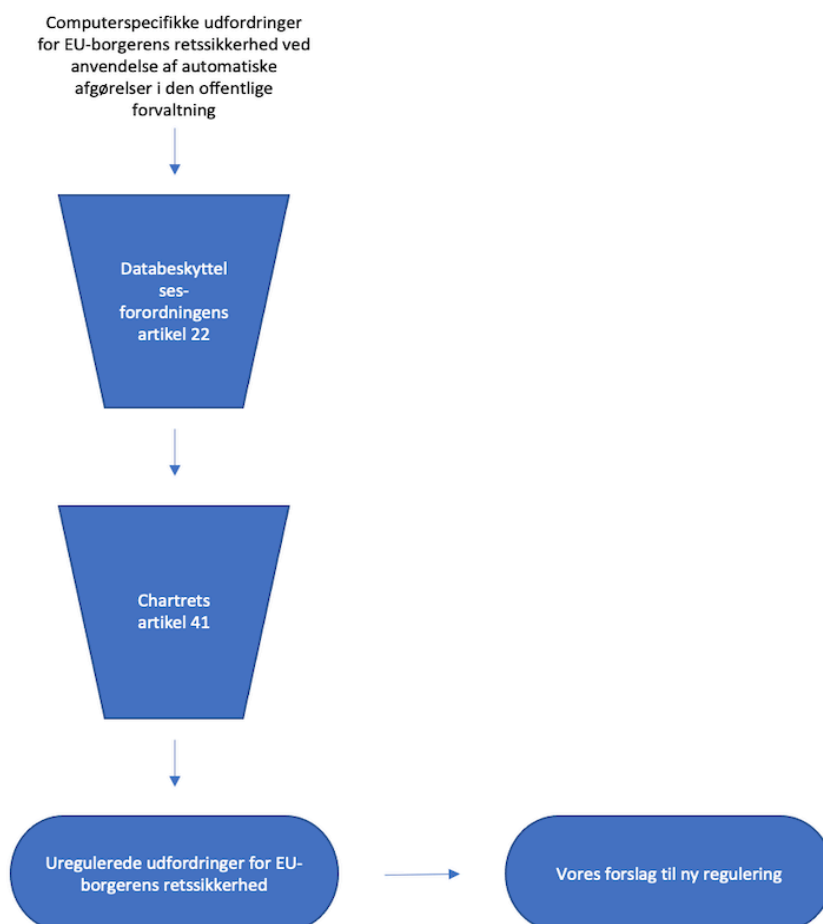 Computerspecifikke udfordringer
for EU-borgerens retssikkerhed ved
anvendelse af automatiske
afgørelser i den offentlige
forvaltning
Databeskyttel
ses-
forordningens
artikel 22
Chartrets
artikel 41
Uregulerede udfordringer for EU-
borgerens retssikkerhed
Vores forslag til ny regulering